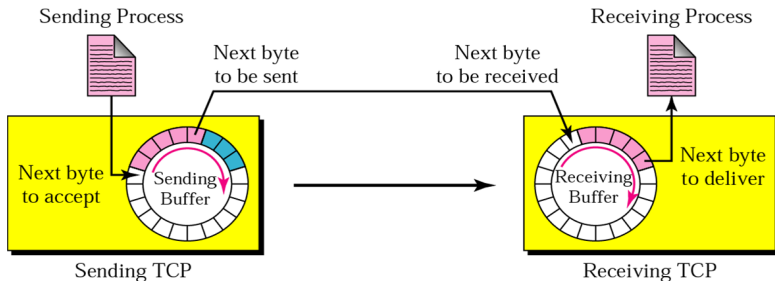 Sending Process
Receiving Process
Next byte
to be sent
Next byte
to be received
Next byte
to accept
Sending
Buffer
Receiving
Buffer
Next byte
to deliver
Sending TCP
Receiving TCP